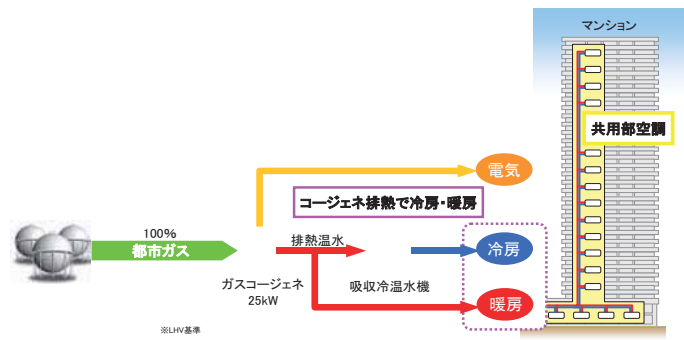 マンション
共用部空調
電気
コージェネ排熱で冷房・暖房
100%
都市ガス
排熱温水
冷房
ガスコージェネ
25kW
吸収冷温水機
暖房
※LHV基準